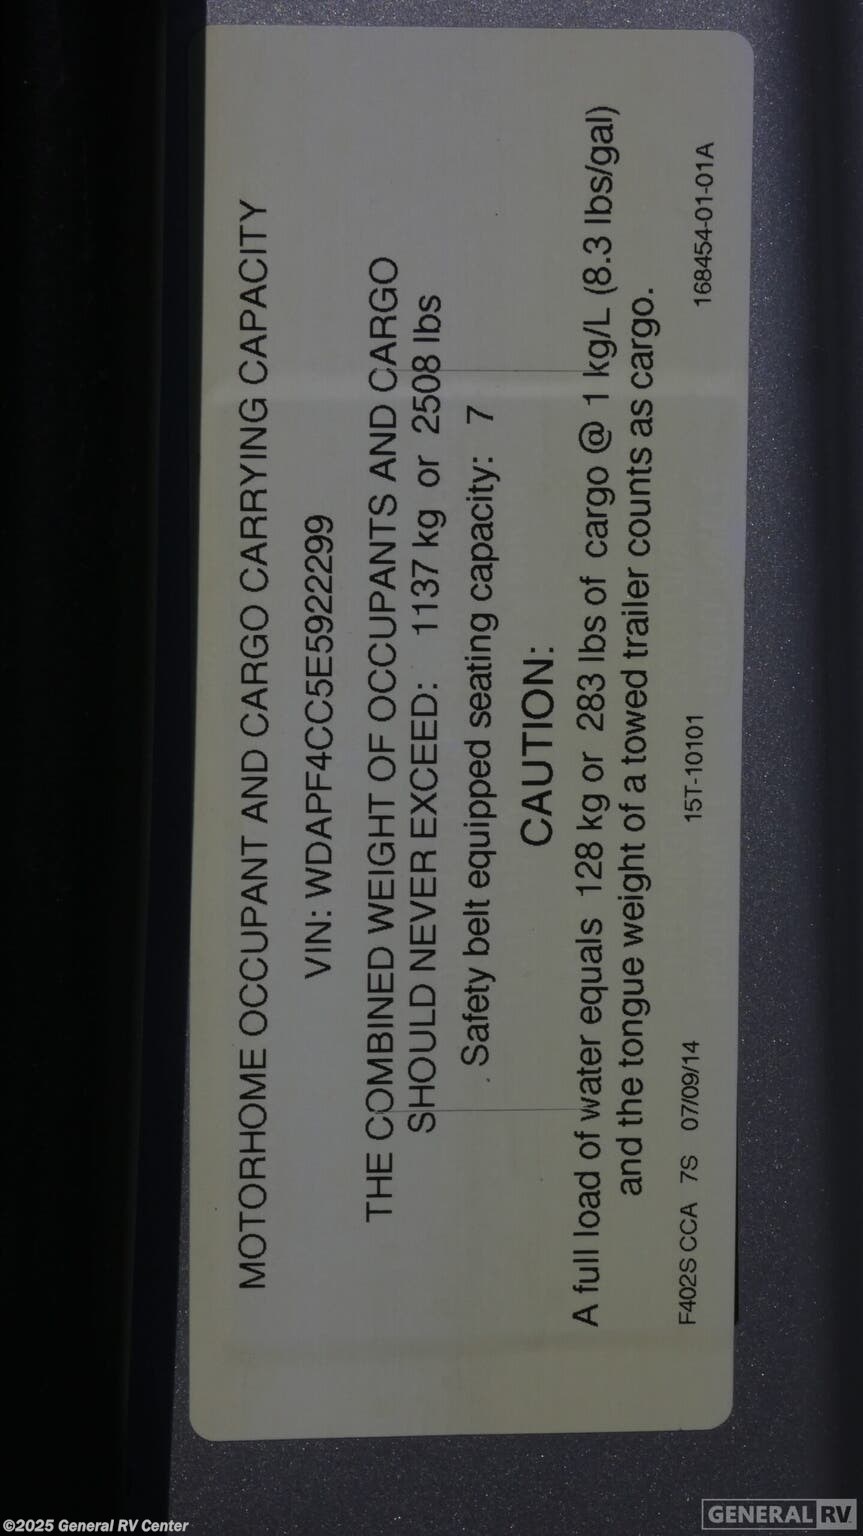 MOTORHOME OCCUPANT AND CARGO CARRYING CAPACITY
VIN: WDAPF4CC5E5922299
THE COMBINED WEIGHT OF OCCUPANTS AND CARGO
SHOULD NEVER EXCEED: 1137 kg or 2508 lbs
Safety belt equipped seating capacity: 7
CAUTION:
A full load of water equals 128 kg or 283 lbs of cargo @ 1 kg/L (8.3 lbs/gal)
and the tongue weight of a towed trailer counts as cargo.
F402S CCA 7S 07/09/14 15T-10101 168454-01-01A
©2025 General RV Center
GENERAL RV